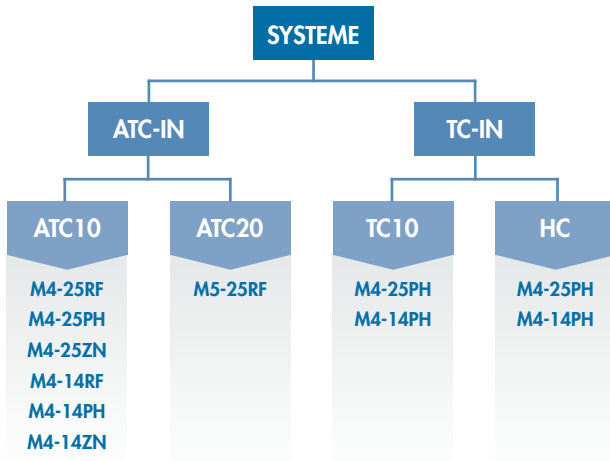 SYSTEME
ATC-IN
TC-IN
ATC10
ATC20
TC10
HC
M4-25RF
M4-25PH
M4-25ZN
M4-14RF
M4-14PH
M4-14ZN
M5-25RF
M4-25PH
M4-14PH
M4-25PH
M4-14PH